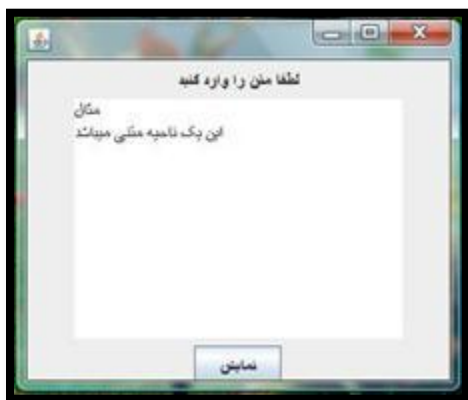 لطفا متن را وارد کنید
مثال
این یک ناحیه متنی میباشد
نمایش